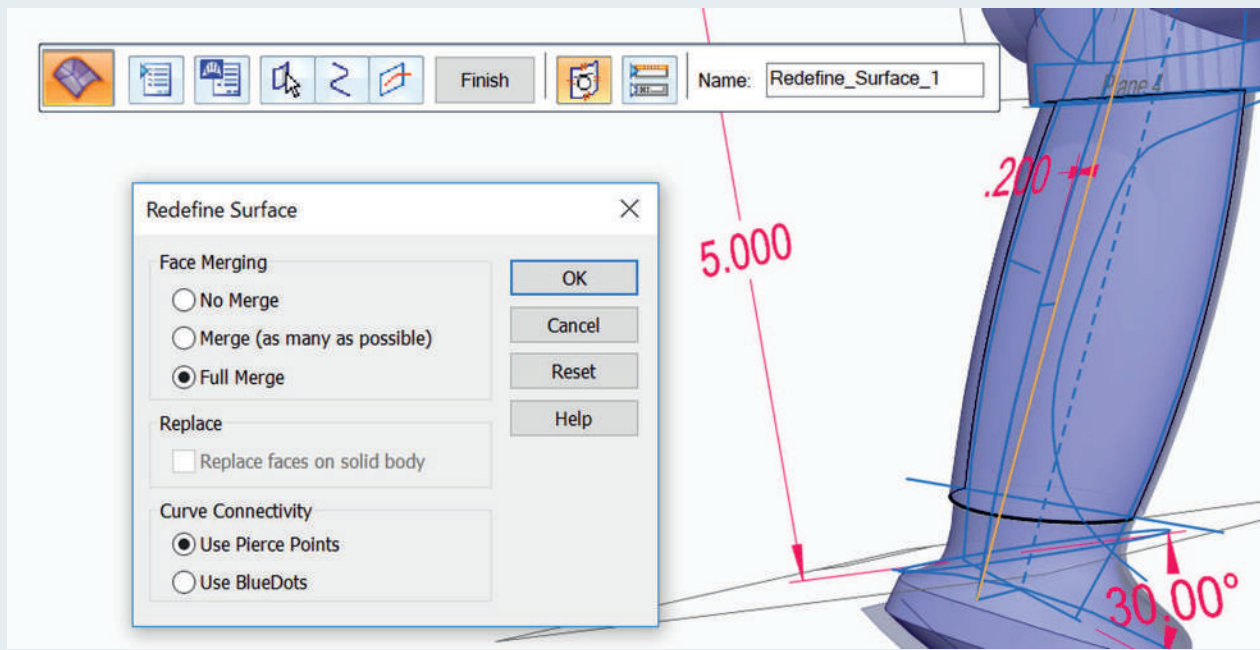 Finish
Name:
Redefine_Surface_1
Plane 4
.200
5.000
Redefine Surface
Face Merging
No Merge
Merge (as many as possible)
Full Merge
OK
Cancel
Reset
Help
Replace
Replace faces on solid body
Curve Connectivity
Use Pierce Points
Use BlueDots
30.00°